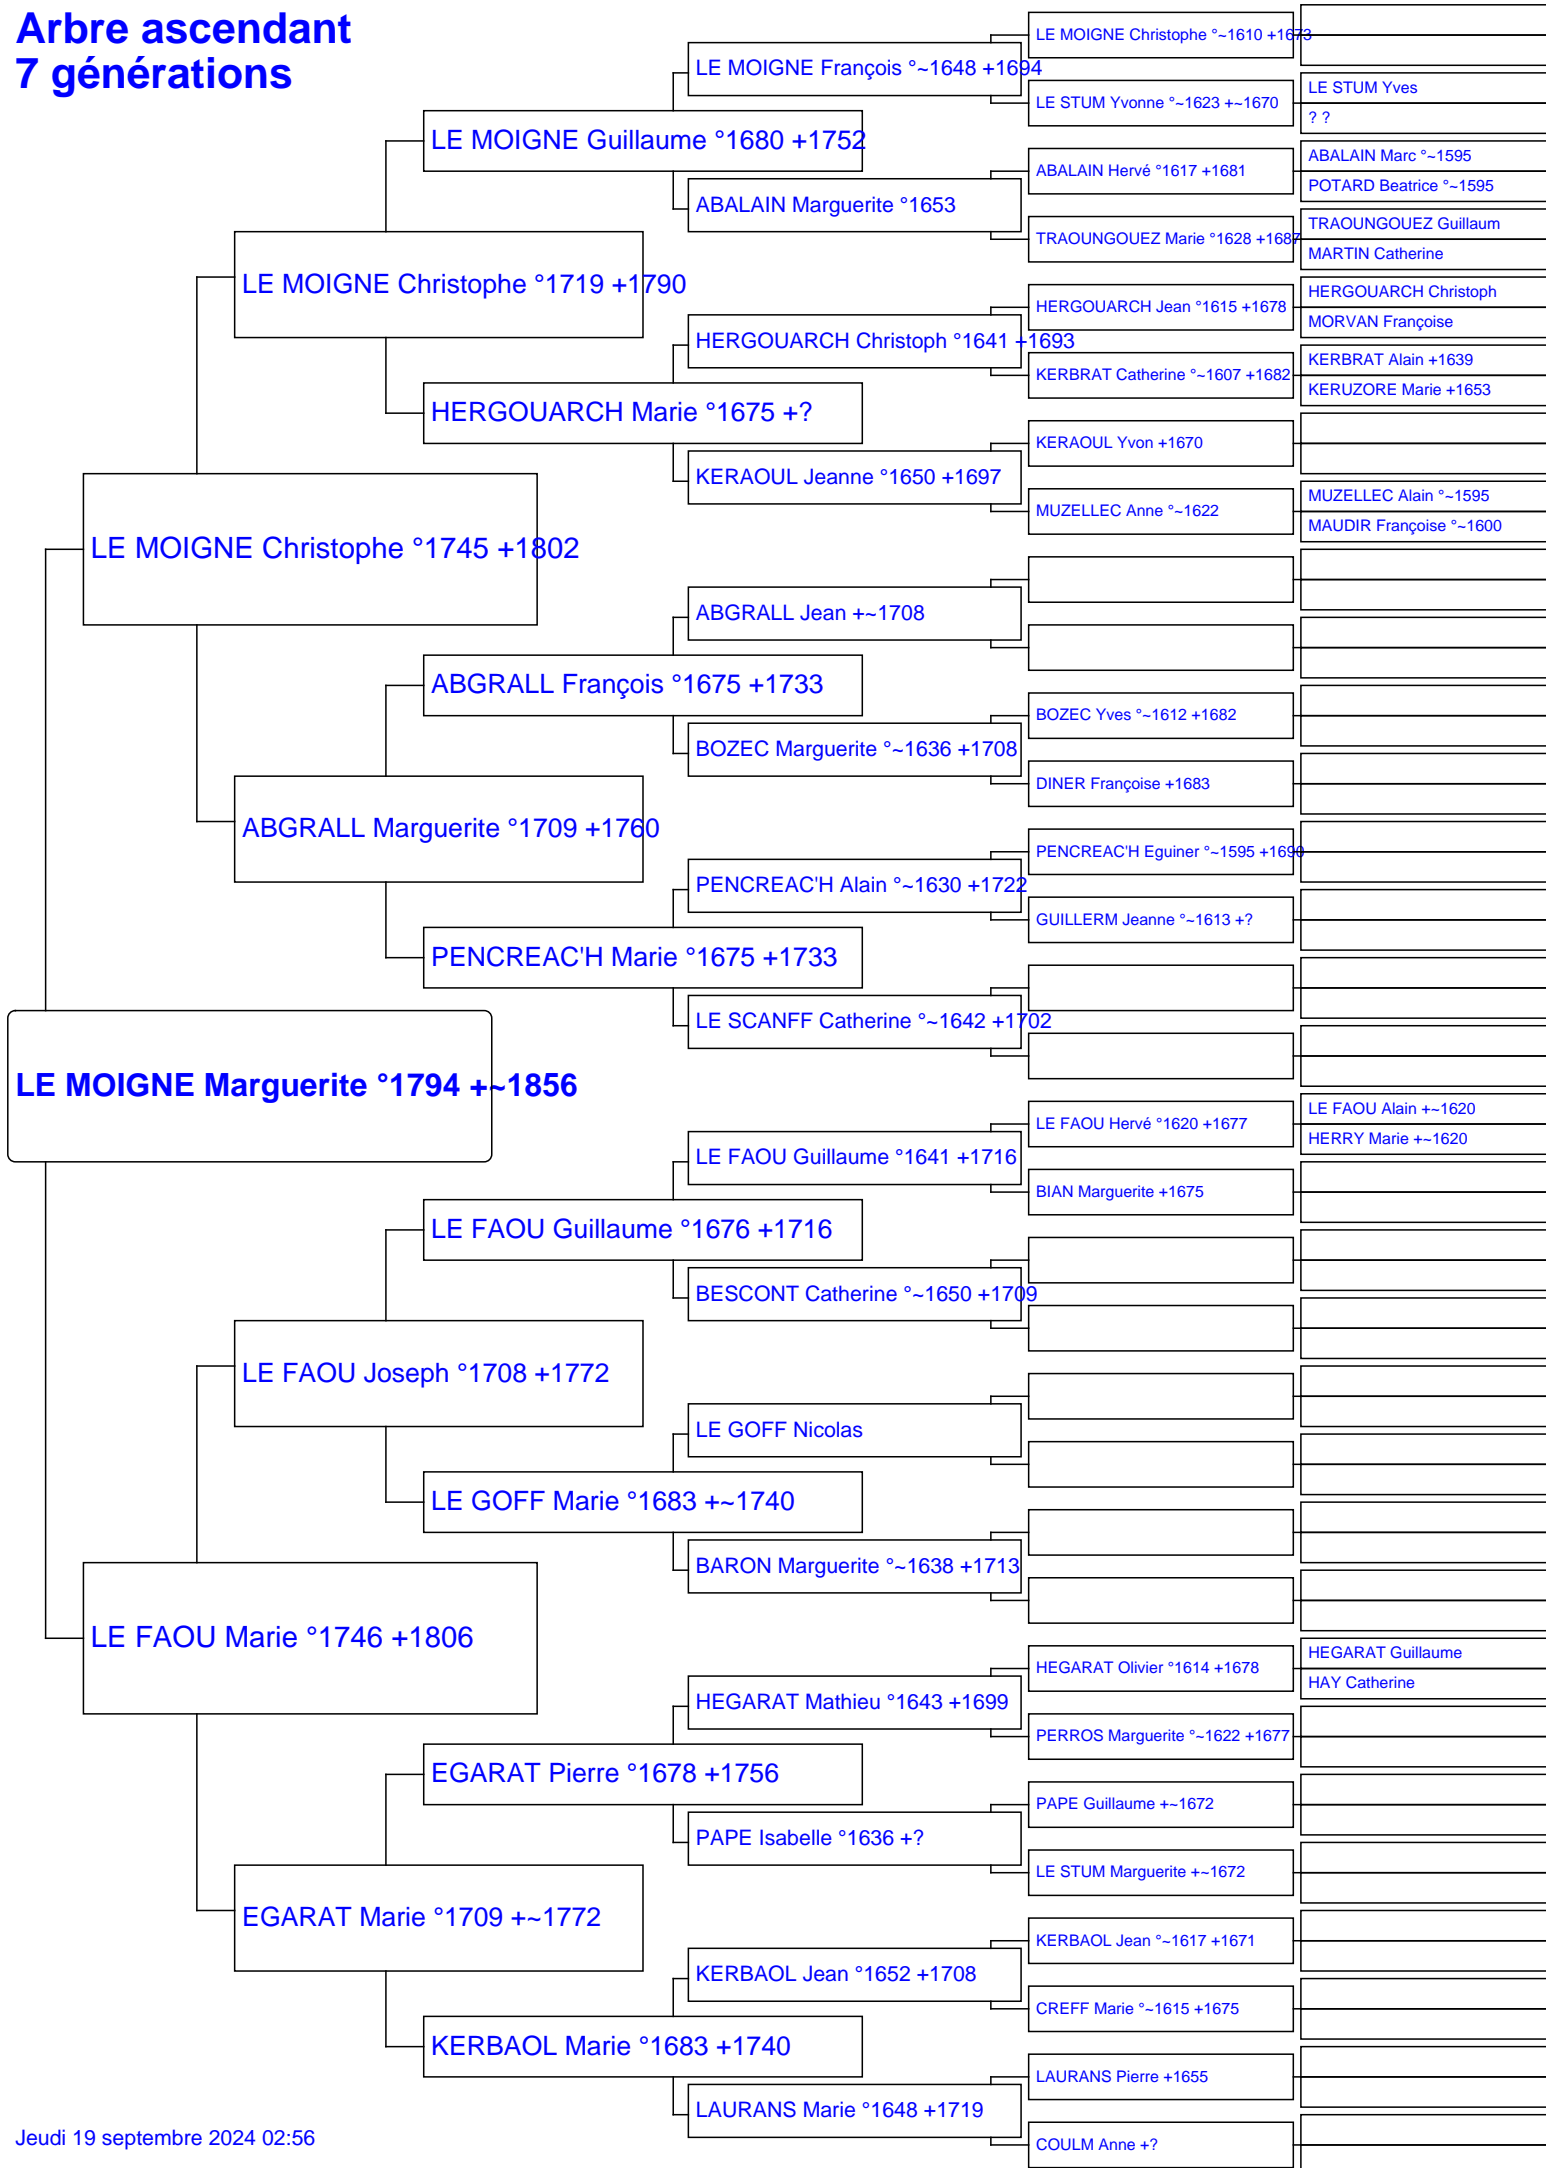 Arbre ascendant
7 générations
LE MOIGNE Marguerite °1794 +~1856
LE MOIGNE Christophe °1745 +1802
LE FAOU Marie °1746 +1806
LE MOIGNE Christophe °1719 +1790
ABGRALL Marguerite °1709 +1760
LE FAOU Joseph °1708 +1772
EGARAT Marie °1709 +~1772
LE MOIGNE Guillaume °1680 +1752
HERGOUARCH Marie °1675 +?
ABGRALL François °1675 +1733
PENCREAC'H Marie °1675 +1733
LE FAOU Guillaume °1676 +1716
LE GOFF Marie °1683 +~1740
EGARAT Pierre °1678 +1756
KERBAOL Marie °1683 +1740
LE MOIGNE François °~1648 +1694
ABALAIN Marguerite °1653
HERGOUARCH Christoph °1641 +1693
KERAOUL Jeanne °1650 +1697
ABGRALL Jean +~1708
BOZEC Marguerite °~1636 +1708
PENCREAC'H Alain °~1630 +1722
LE SCANFF Catherine °~1642 +1702
LE FAOU Guillaume °1641 +1716
BESCONT Catherine °~1650 +1709
LE GOFF Nicolas
BARON Marguerite °~1638 +1713
HEGARAT Mathieu °1643 +1699
PAPE Isabelle °1636 +?
KERBAOL Jean °1652 +1708
LAURANS Marie °1648 +1719
LE MOIGNE Christophe °~1610 +1673
LE STUM Yvonne °~1623 +~1670
ABALAIN Hervé °1617 +1681
TRAOUNGOUEZ Marie °1628 +1687
HERGOUARCH Jean °1615 +1678
KERBRAT Catherine °~1607 +1682
KERAOUL Yvon +1670
MUZELLEC Anne °~1622
BOZEC Yves °~1612 +1682
DINER Françoise +1683
PENCREAC'H Eguiner °~1595 +1690
GUILLERM Jeanne °~1613 +?
LE FAOU Hervé °1620 +1677
BIAN Marguerite +1675
HEGARAT Olivier °1614 +1678
PERROS Marguerite °~1622 +1677
PAPE Guillaume +~1672
LE STUM Marguerite +~1672
KERBAOL Jean °~1617 +1671
CREFF Marie °~1615 +1675
LAURANS Pierre +1655
COULM Anne +?
LE STUM Yves
? ?
ABALAIN Marc °~1595
POTARD Beatrice °~1595
TRAOUNGOUEZ Guillaum
MARTIN Catherine
HERGOUARCH Christoph
MORVAN Françoise
KERBRAT Alain +1639
KERUZORE Marie +1653
MUZELLEC Alain °~1595
MAUDIR Françoise °~1600
LE FAOU Alain +~1620
HERRY Marie +~1620
HEGARAT Guillaume
HAY Catherine
Jeudi 19 septembre 2024 02:56